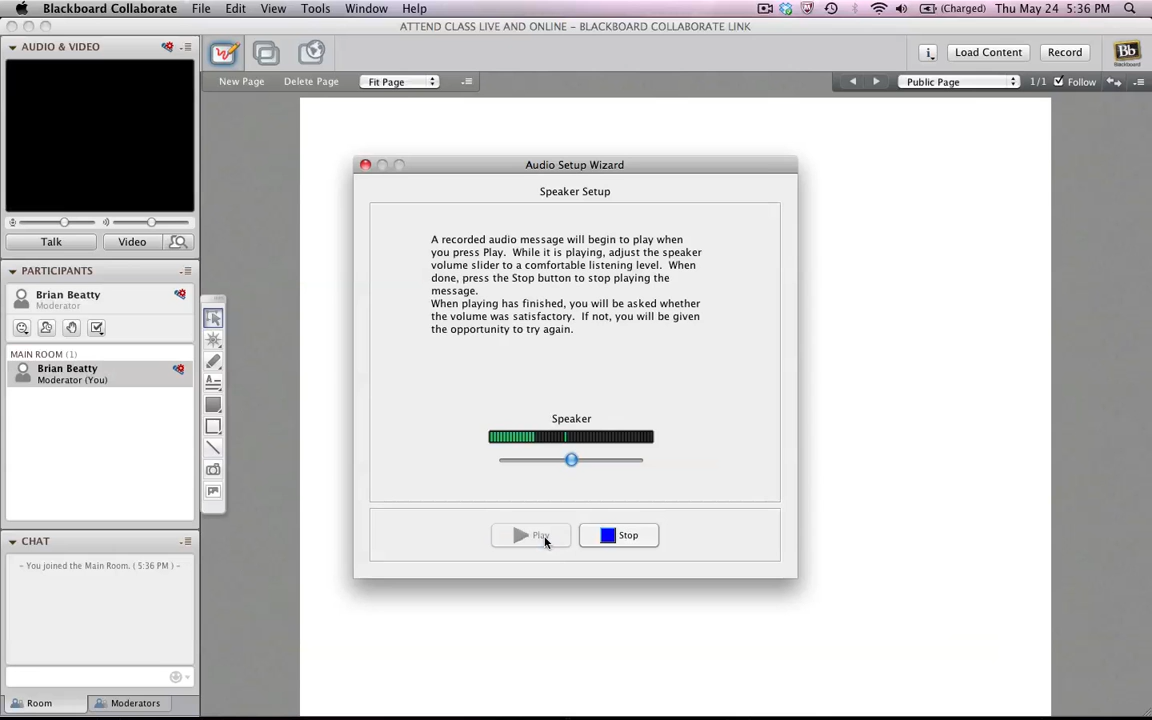 Blackboard Collaborate File Edit View Tools Window Help (Charged) Thu May 24 5:36 PM
ATTEND CLASS LIVE AND ONLINE – BLACKBOARD COLLABORATE LINK
AUDIO & VIDEO
i Load Content Record Bb
Blackboard
New Page Delete Page Fit Page Public Page 1/1 Follow
Audio Setup Wizard
Speaker Setup
A recorded audio message will begin to play when
you press Play. While it is playing, adjust the speaker
volume slider to a comfortable listening level. When
done, press the Stop button to stop playing the
message.
When playing has finished, you will be asked whether
the volume was satisfactory. If not, you will be given
the opportunity to try again.
Speaker
Play Stop
Talk Video
PARTICIPANTS
Brian Beatty
Moderator
MAIN ROOM (1)
Brian Beatty
Moderator (You)
CHAT
~ You joined the Main Room. ( 5:36 PM ) ~
Room Moderators